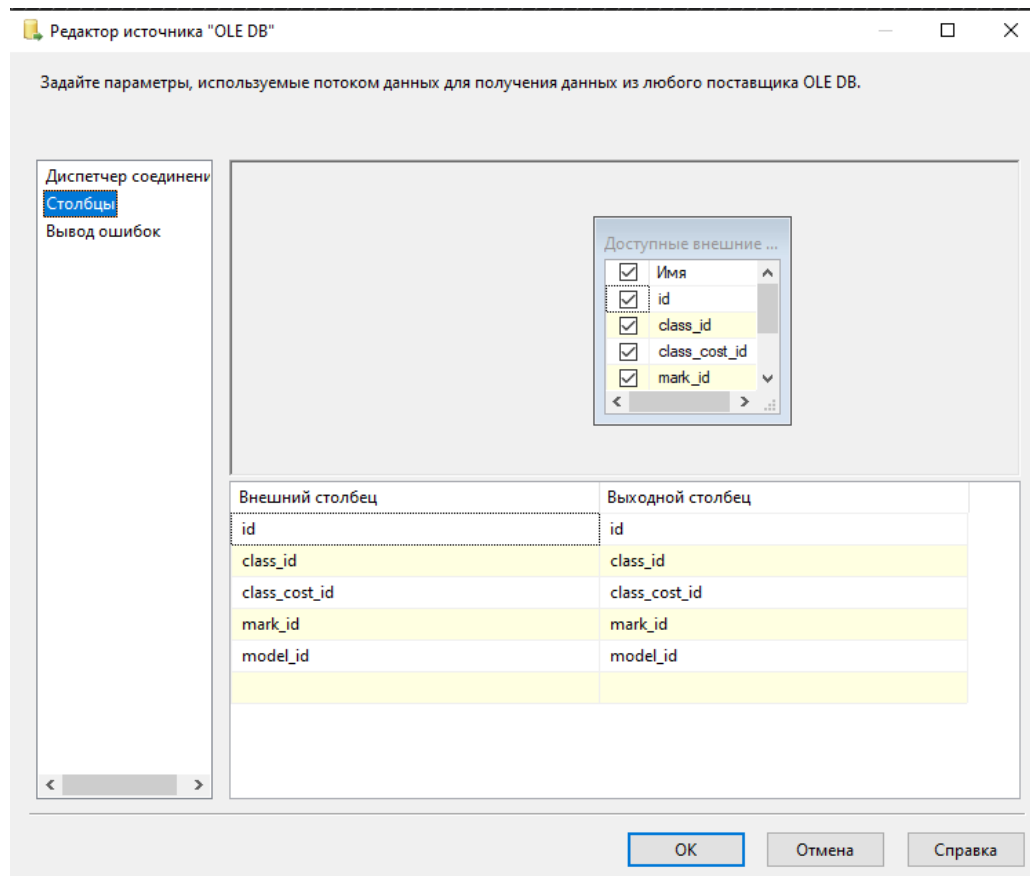 Редактор источника "OLE DB"
Задайте параметры, используемые потоком данных для получения данных из любого поставщика OLE DB.
Диспетчер соединени
Столбцы
Вывод ошибок
Доступные внешние ...
Имя
id
class_id
class_cost_id
mark_id
Внешний столбец Выходной столбец
id id
class_id class_id
class_cost_id class_cost_id
mark_id mark_id
model_id model_id
OK Отмена Справка